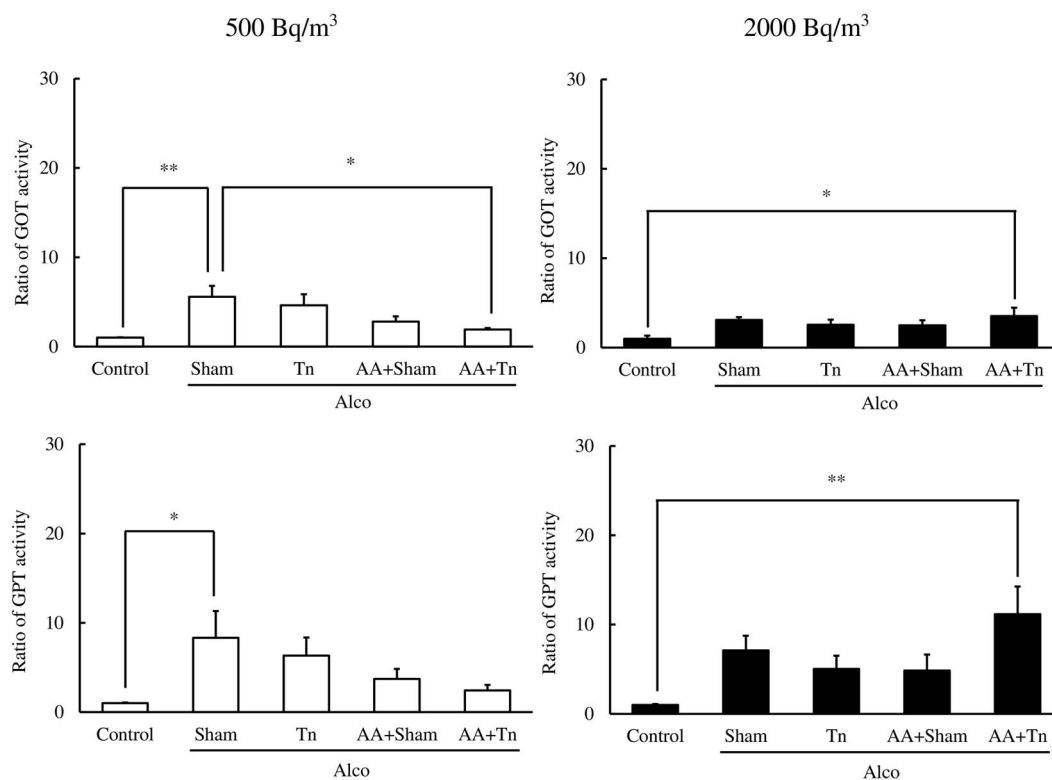 500 Bq/m³
2000 Bq/m³
Ratio of GOT activity
30
20
10
0
**
*
Control Sham Tn AA+Sham AA+Tn
Alco
Ratio of GOT activity
30
20
10
0
*
Control Sham Tn AA+Sham AA+Tn
Alco
Ratio of GPT activity
30
20
10
0
*
Control Sham Tn AA+Sham AA+Tn
Alco
Ratio of GPT activity
30
20
10
0
**
Control Sham Tn AA+Sham AA+Tn
Alco